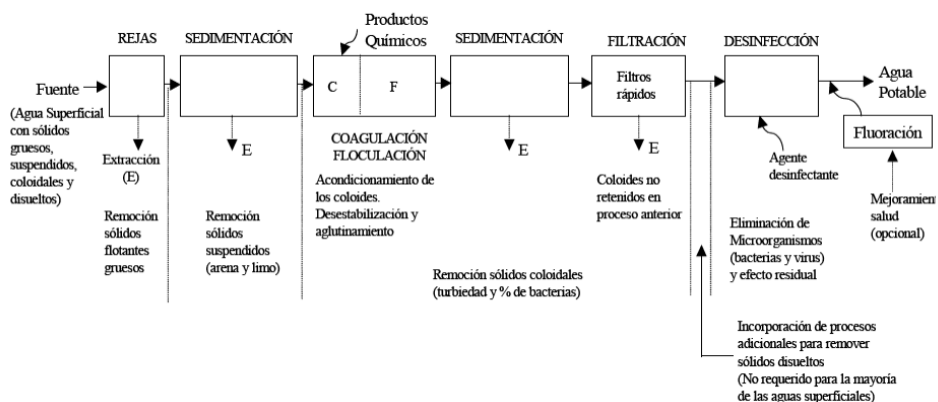 Productos
Químicos
REJAS
SEDIMENTACIÓN
SEDIMENTACIÓN
FILTRACIÓN
DESINFECCIÓN
Fuente
(Agua Superficial
con sólidos
gruesos,
suspendidos,
coloidales y
disueltos)
C
F
Filtros
rápidos
Agua
Potable
Fluoración
Extracción
(E)
E
COAGULACIÓN
FLOCULACIÓN
E
E
Agente
desinfectante
Remoción
sólidos
flotantes
gruesos
Remoción
sólidos
suspendidos
(arena y limo)
Acondicionamiento de
los coloides.
Desestabilización y
aglutinamiento
Coloides no
retenidos en
proceso anterior
Mejoramien
salud
(opcional)
Eliminación de
Microorganismos
(bacterias y virus)
y efecto residual
Remoción sólidos coloidales
(turbiedad y % de bacterias)
Incorporación de procesos
adicionales para remover
sólidos disueltos
(No requerido para la mayoría
de las aguas superficiales)